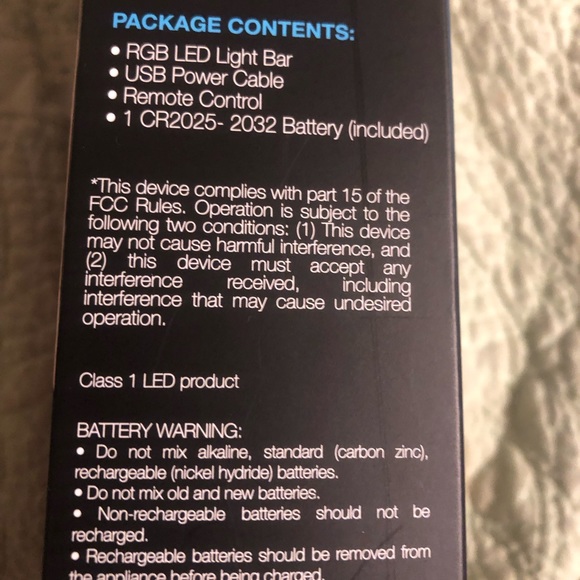 PACKAGE CONTENTS:
• RGB LED Light Bar
• USB Power Cable
• Remote Control
• 1 CR2025- 2032 Battery (included)
*This device complies with part 15 of the
FCC Rules. Operation is subject to the
following two conditions: (1) This device
may not cause harmful interference, and
(2) this device must accept any
interference received, including
interference that may cause undesired
operation.
Class 1 LED product
BATTERY WARNING:
• Do not mix alkaline, standard (carbon zinc),
rechargeable (nickel hydride) batteries.
• Do not mix old and new batteries.
• Non-rechargeable batteries should not be
recharged.
• Rechargeable batteries should be removed from
the appliance before being charged.